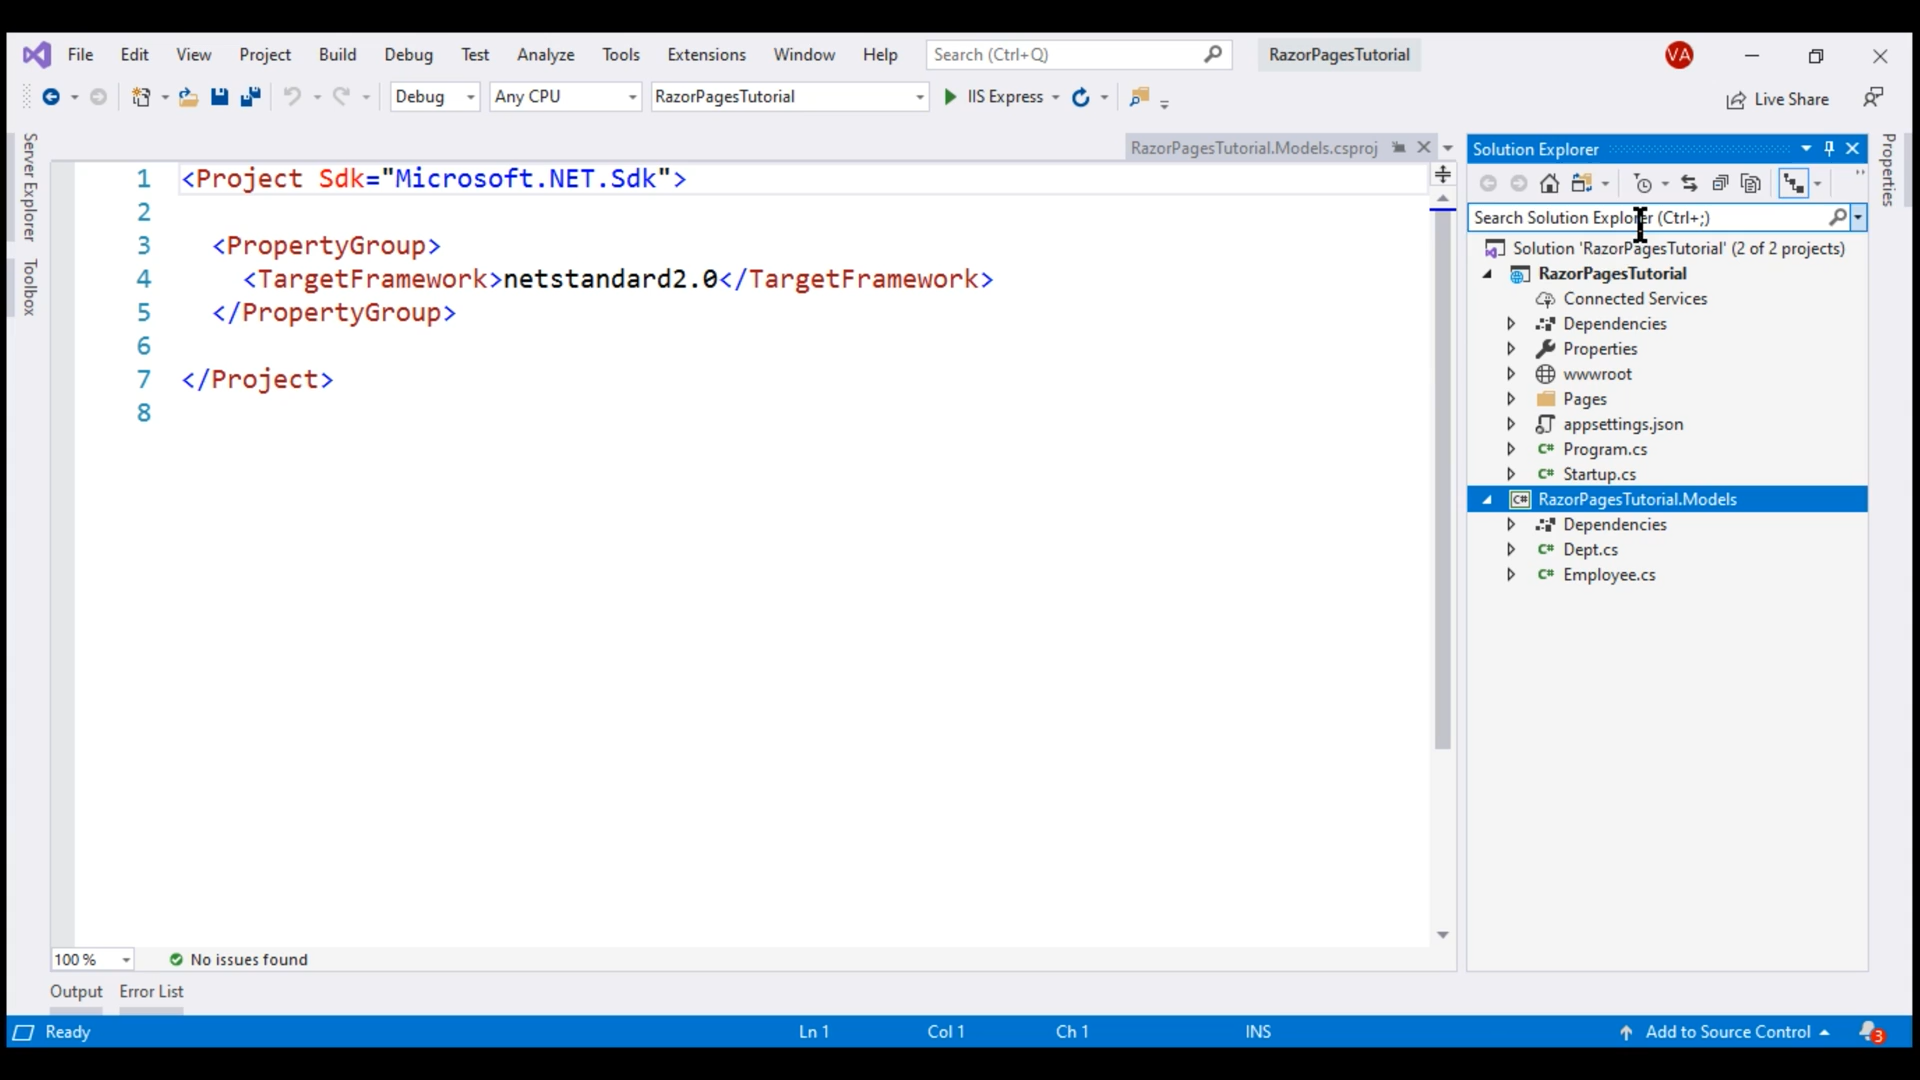 File Edit View Project Build Debug Test Analyze Tools Extensions Window Help Search (Ctrl+Q) RazorPagesTutorial VA
Debug Any CPU RazorPagesTutorial IIS Express Live Share
Server Explorer
Toolbox
RazorPagesTutorial.Models.csproj
1 <Project Sdk="Microsoft.NET.Sdk">
2
3 <PropertyGroup>
4 <TargetFramework>netstandard2.0</TargetFramework>
5 </PropertyGroup>
6
7 </Project>
8
100 % No issues found
Output Error List
Solution Explorer
Search Solution Explorer (Ctrl+;)
Solution 'RazorPagesTutorial' (2 of 2 projects)
RazorPagesTutorial
Connected Services
Dependencies
Properties
wwwroot
Pages
appsettings.json
C# Program.cs
C# Startup.cs
C# RazorPagesTutorial.Models
Dependencies
C# Dept.cs
C# Employee.cs
Properties
Ready Ln 1 Col 1 Ch 1 INS Add to Source Control 3